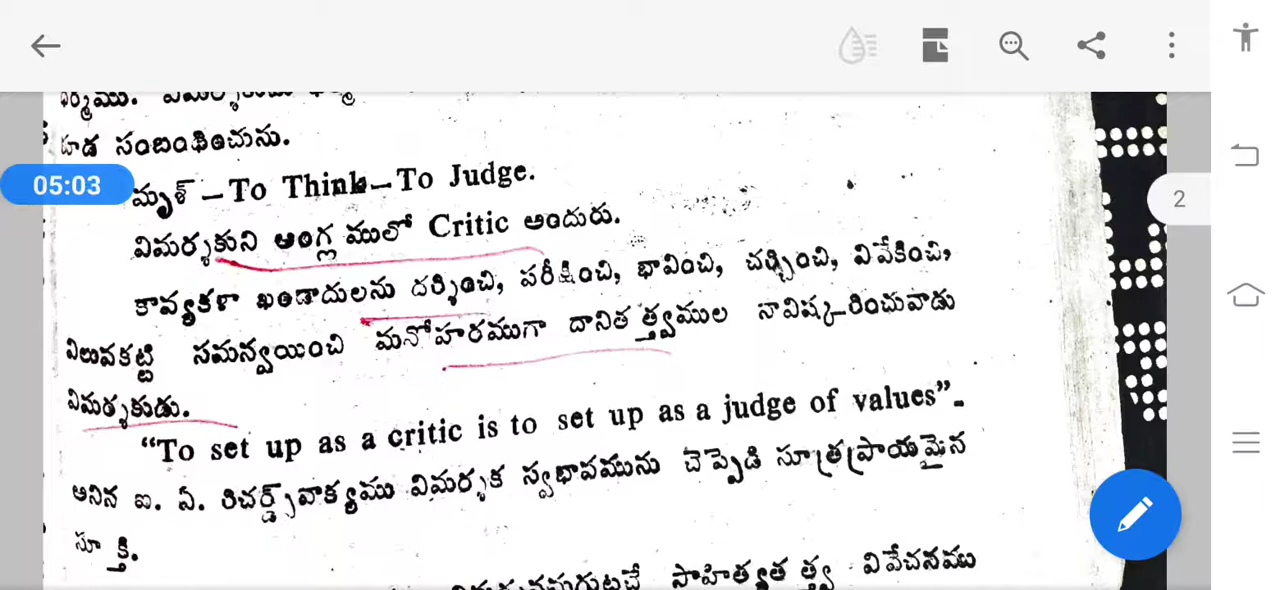 కూడ సంబంధించును.
05:03
మృశ్ – To Think – To Judge.
2
విమర్శకుని ఆంగ్లములో Critic అందురు.
కావ్యకళా ఖండాదులను దర్శించి, పరీక్షించి, భావించి, చర్చించి, వివేకించి,
విలువకట్టి సమన్వయించి మనోహరముగా దానితత్త్వముల నావిష్కరించువాడు
విమర్శకుడు.
“To set up as a critic is to set up as a judge of values”-
అనిన ఐ. ఏ. రిచర్డ్స్‌వాక్యము విమర్శక స్వభావమును చెప్పెడి సూత్రప్రాయమైన
సూక్తి.
సాహిత్యతత్త్వ వివేచనము